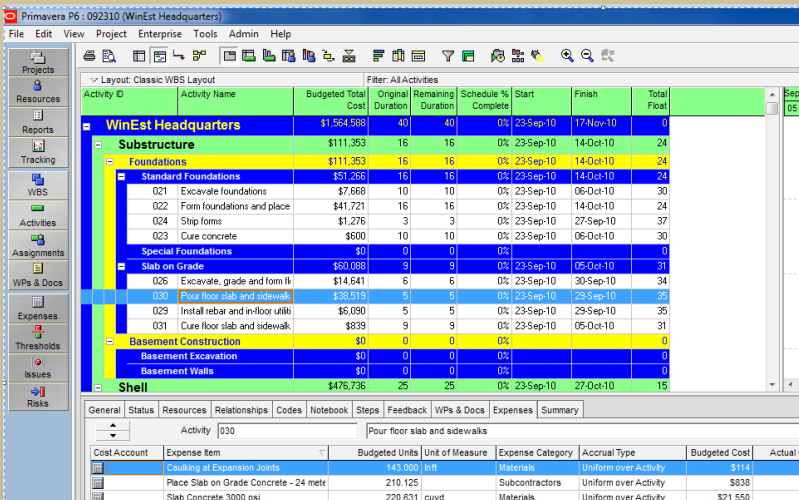 Primavera P6 : 092310 (WinEst Headquarters)
File Edit View Project Enterprise Tools Admin Help
Projects
Resources
Reports
Tracking
WBS
Activities
Assignments
WPs & Docs
Expenses
Thresholds
Issues
Risks
Layout: Classic WBS Layout Filter: All Activities
Activity ID Activity Name Budgeted Total Cost Original Duration Remaining Duration Schedule % Complete Start Finish Total Float Sep
05
WinEst Headquarters $1,564,588 40 40 0% 23-Sep-10 17-Nov-10 0
Substructure $111,353 16 16 0% 23-Sep-10 14-Oct-10 24
Foundations $111,353 16 16 0% 23-Sep-10 14-Oct-10 24
Standard Foundations $51,266 16 16 0% 23-Sep-10 14-Oct-10 24
021 Excavate foundations $7,668 10 10 0% 23-Sep-10 06-Oct-10 30
022 Form foundations and place $41,721 16 16 0% 23-Sep-10 14-Oct-10 24
024 Strip forms $1,276 3 3 0% 23-Sep-10 27-Sep-10 37
023 Cure concrete $600 10 10 0% 23-Sep-10 06-Oct-10 30
Special Foundations $0 0 0 0% 0
Slab on Grade $60,088 9 9 0% 23-Sep-10 05-Oct-10 31
026 Excavate, grade and form fl $14,641 6 6 0% 23-Sep-10 30-Sep-10 34
030 Pour floor slab and sidewalk $38,519 5 5 0% 23-Sep-10 29-Sep-10 35
029 Install rebar and in-floor utiliti $6,090 5 5 0% 23-Sep-10 29-Sep-10 35
031 Cure floor slab and sidewalk $839 9 9 0% 23-Sep-10 05-Oct-10 31
Basement Construction $0 0 0 0% 0
Basement Excavation $0 0 0 0% 0
Basement Walls $0 0 0 0% 0
Shell $476,736 25 25 0% 23-Sep-10 27-Oct-10 15
General Status Resources Relationships Codes Notebook Steps Feedback WPs & Docs Expenses Summary
Activity 030 Pour floor slab and sidewalks
Cost Account Expense Item Budgeted Units Unit of Measure Expense Category Accrual Type Budgeted Cost Actual
Caulking at Expansion Joints 143.000 lnft Materials Uniform over Activity $114
Place Slab on Grade Concrete - 24 mete 210.125 Subcontractors Uniform over Activity $838
Slab Concrete 3000 psi 220.631 cuyd Materials Uniform over Activity $21,550